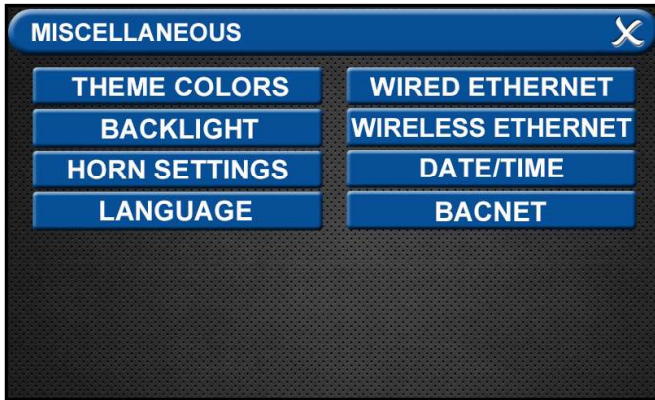 MISCELLANEOUS
THEME COLORS
WIRED ETHERNET
BACKLIGHT
WIRELESS ETHERNET
HORN SETTINGS
DATE/TIME
LANGUAGE
BACNET